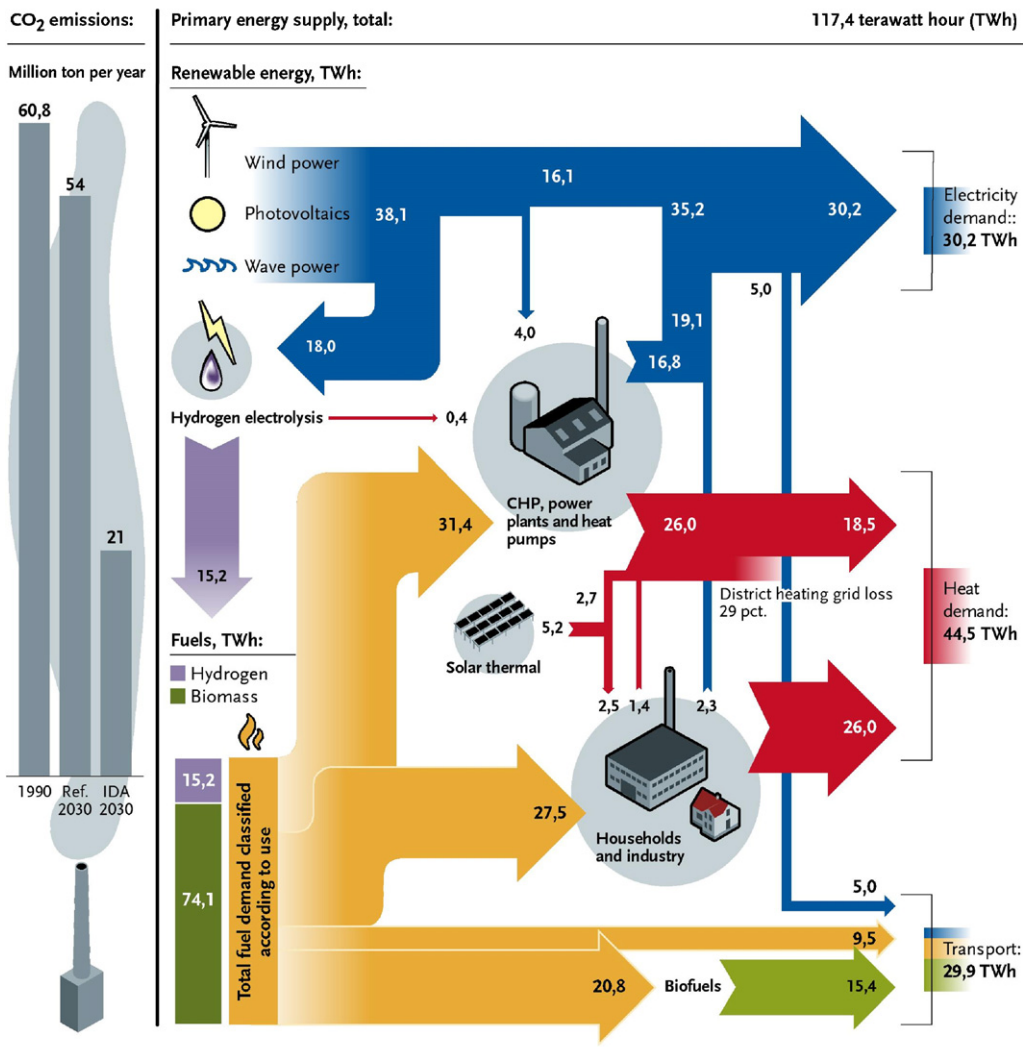 CO2 emissions:
Primary energy supply, total:
117,4 terawatt hour (TWh)
Million ton per year
60,8
54
21
1990
Ref.
2030
IDA
2030
Renewable energy, TWh:
Wind power
Photovoltaics
Wave power
38,1
16,1
35,2
30,2
Electricity
demand::
30,2 TWh
18,0
4,0
19,1
16,8
5,0
Hydrogen electrolysis
0,4
15,2
31,4
CHP, power
plants and heat
pumps
26,0
18,5
District heating grid loss
29 pct.
2,7
5,2
Solar thermal
2,5
1,4
2,3
Heat
demand:
44,5 TWh
26,0
Fuels, TWh:
Hydrogen
Biomass
15,2
74,1
Total fuel demand classified
according to use
27,5
Households
and industry
5,0
9,5
20,8
Biofuels
15,4
Transport:
29,9 TWh